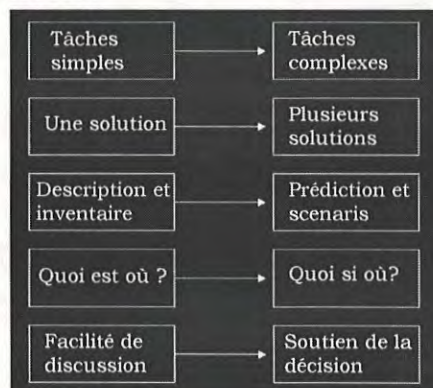 Tâches
simples
Tâches
complexes
Une solution
Plusieurs
solutions
Description et
inventaire
Prédiction et
scenaris
Quoi est où ?
Quoi si où?
Facilité de
discussion
Soutien de la
décision